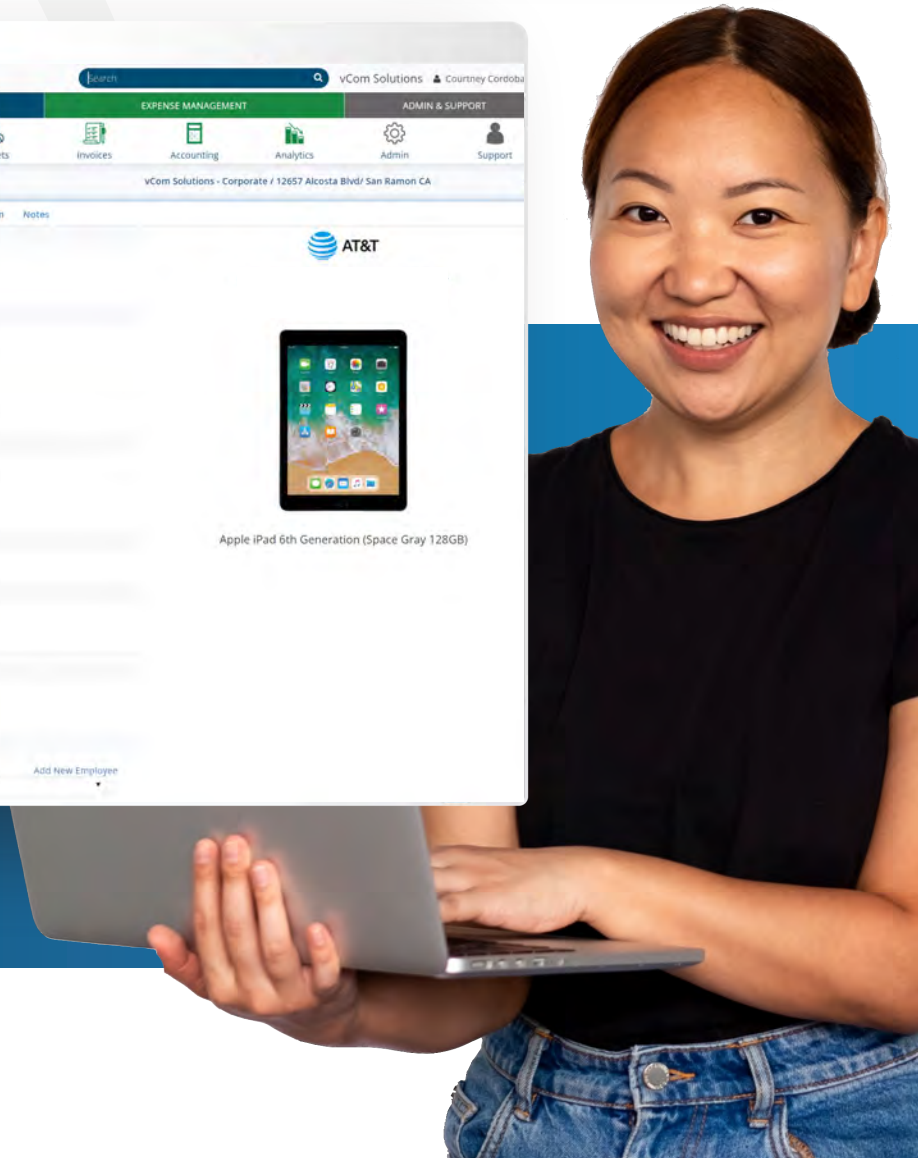 Search
vCom Solutions Courtney Cordoba
EXPENSE MANAGEMENT ADMIN & SUPPORT
ets Invoices Accounting Analytics Admin Support
vCom Solutions - Corporate / 12657 Alcosta Blvd/ San Ramon CA
n Notes
AT&T
Apple iPad 6th Generation (Space Gray 128GB)
Add New Employee